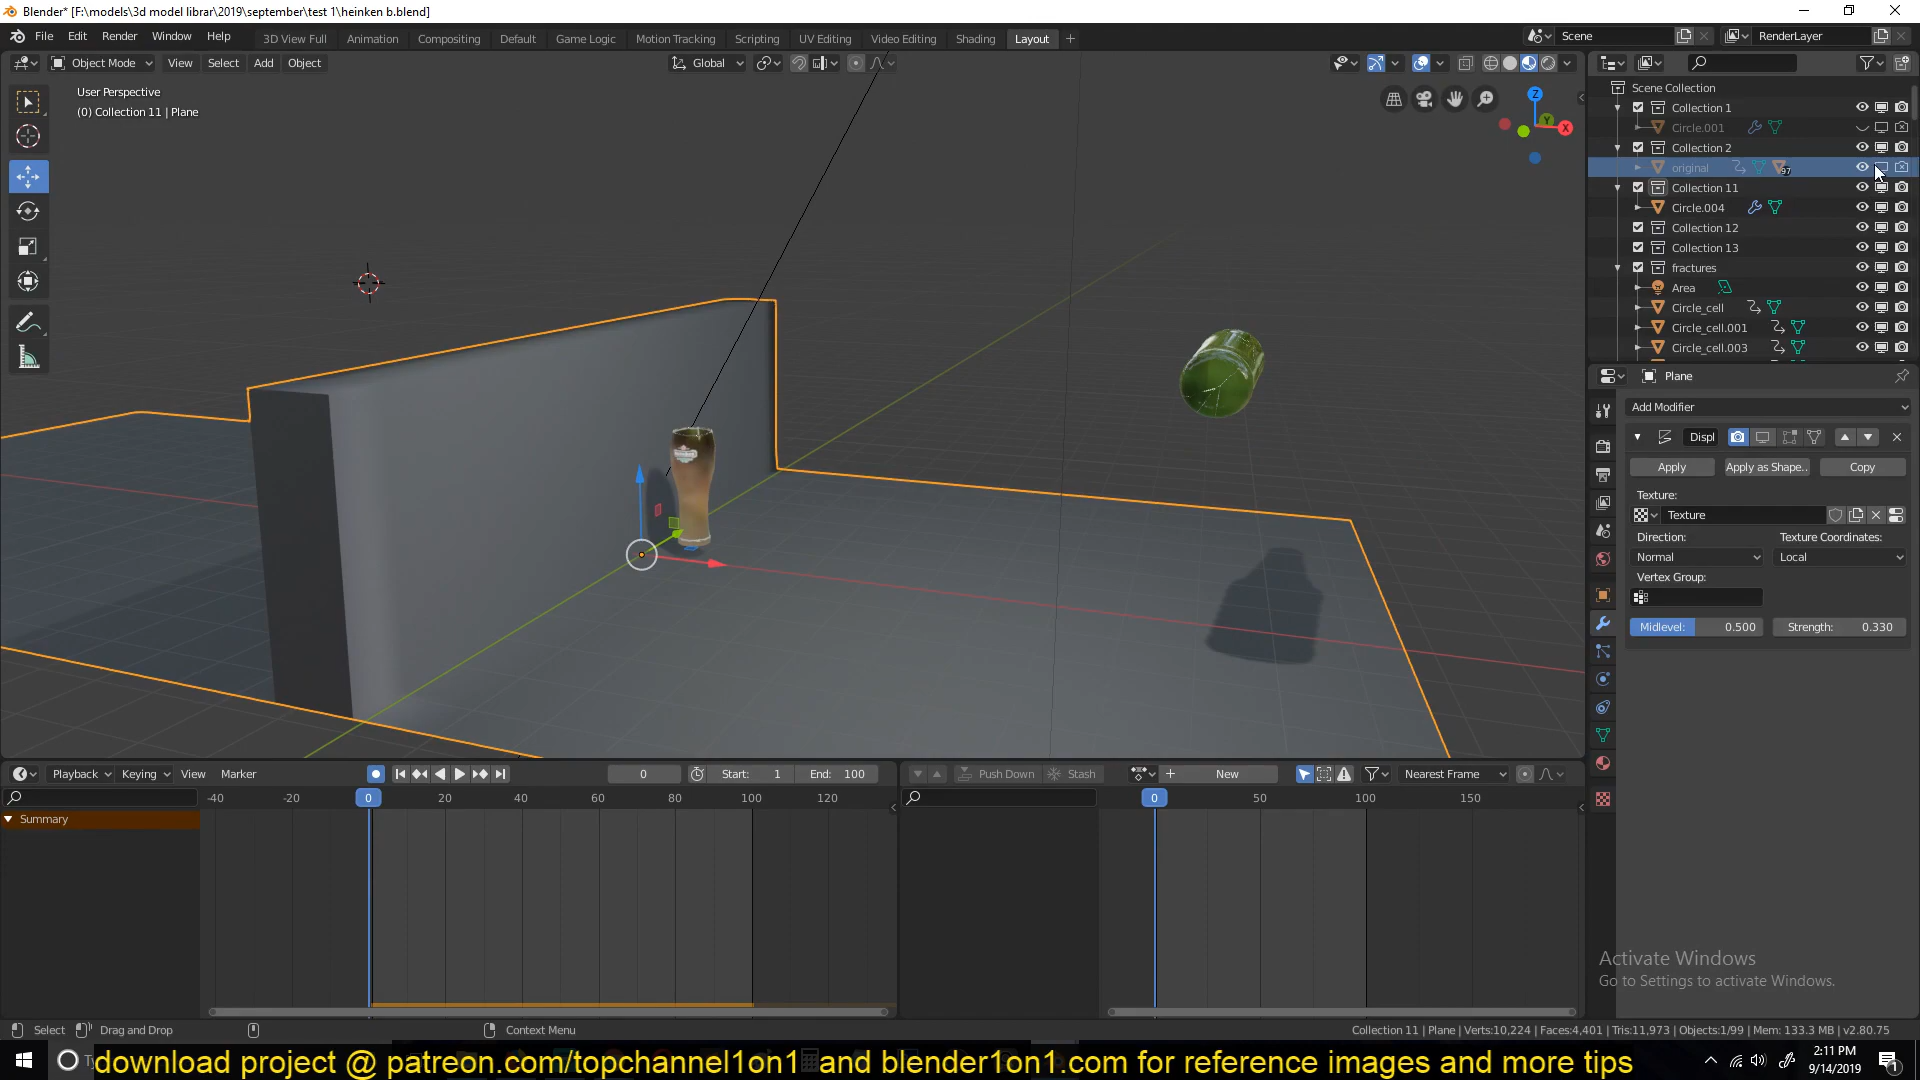 Blender* [F:\models\3d model librar\2019\september\test 1\heinken b.blend]
File Edit Render Window Help 3D View Full Animation Compositing Default Game Logic Motion Tracking Scripting UV Editing Video Editing Shading Layout Scene RenderLayer
Object Mode View Select Add Object Global
User Perspective
(0) Collection 11 | Plane
Z
Y
X
Scene Collection
Collection 1
Circle.001
Collection 2
original 97
Collection 11
Circle.004
Collection 12
Collection 13
fractures
Area
Circle_cell
Circle_cell.001
Circle_cell.003
Plane
Add Modifier
Displ
Apply Apply as Shape.. Copy
Texture:
Texture
Direction: Texture Coordinates:
Normal Local
Vertex Group:
Midlevel: 0.500 Strength: 0.330
Playback Keying View Marker 0 Start: 1 End: 100
Push Down Stash New Nearest Frame
-40 -20 0 20 40 60 80 100 120
0 50 100 150
Summary
Activate Windows
Go to Settings to activate Windows.
Select Drag and Drop Context Menu
Collection 11 | Plane | Verts:10,224 | Faces:4,401 | Tris:11,973 | Objects:1/99 | Mem: 133.3 MB | v2.80.75
download project @ patreon.com/topchannel1on1 and blender1on1.com for reference images and more tips
2:11 PM
9/14/2019
1